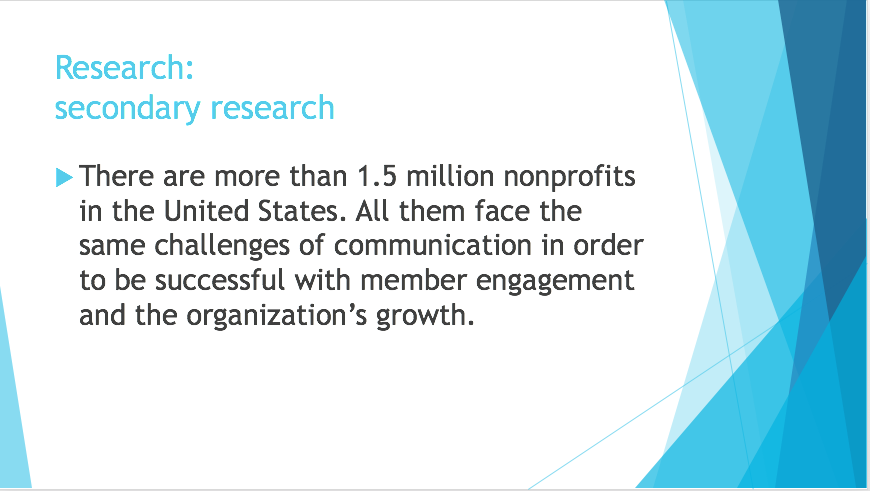 Research:
secondary research
There are more than 1.5 million nonprofits
in the United States. All them face the
same challenges of communication in order
to be successful with member engagement
and the organization’s growth.